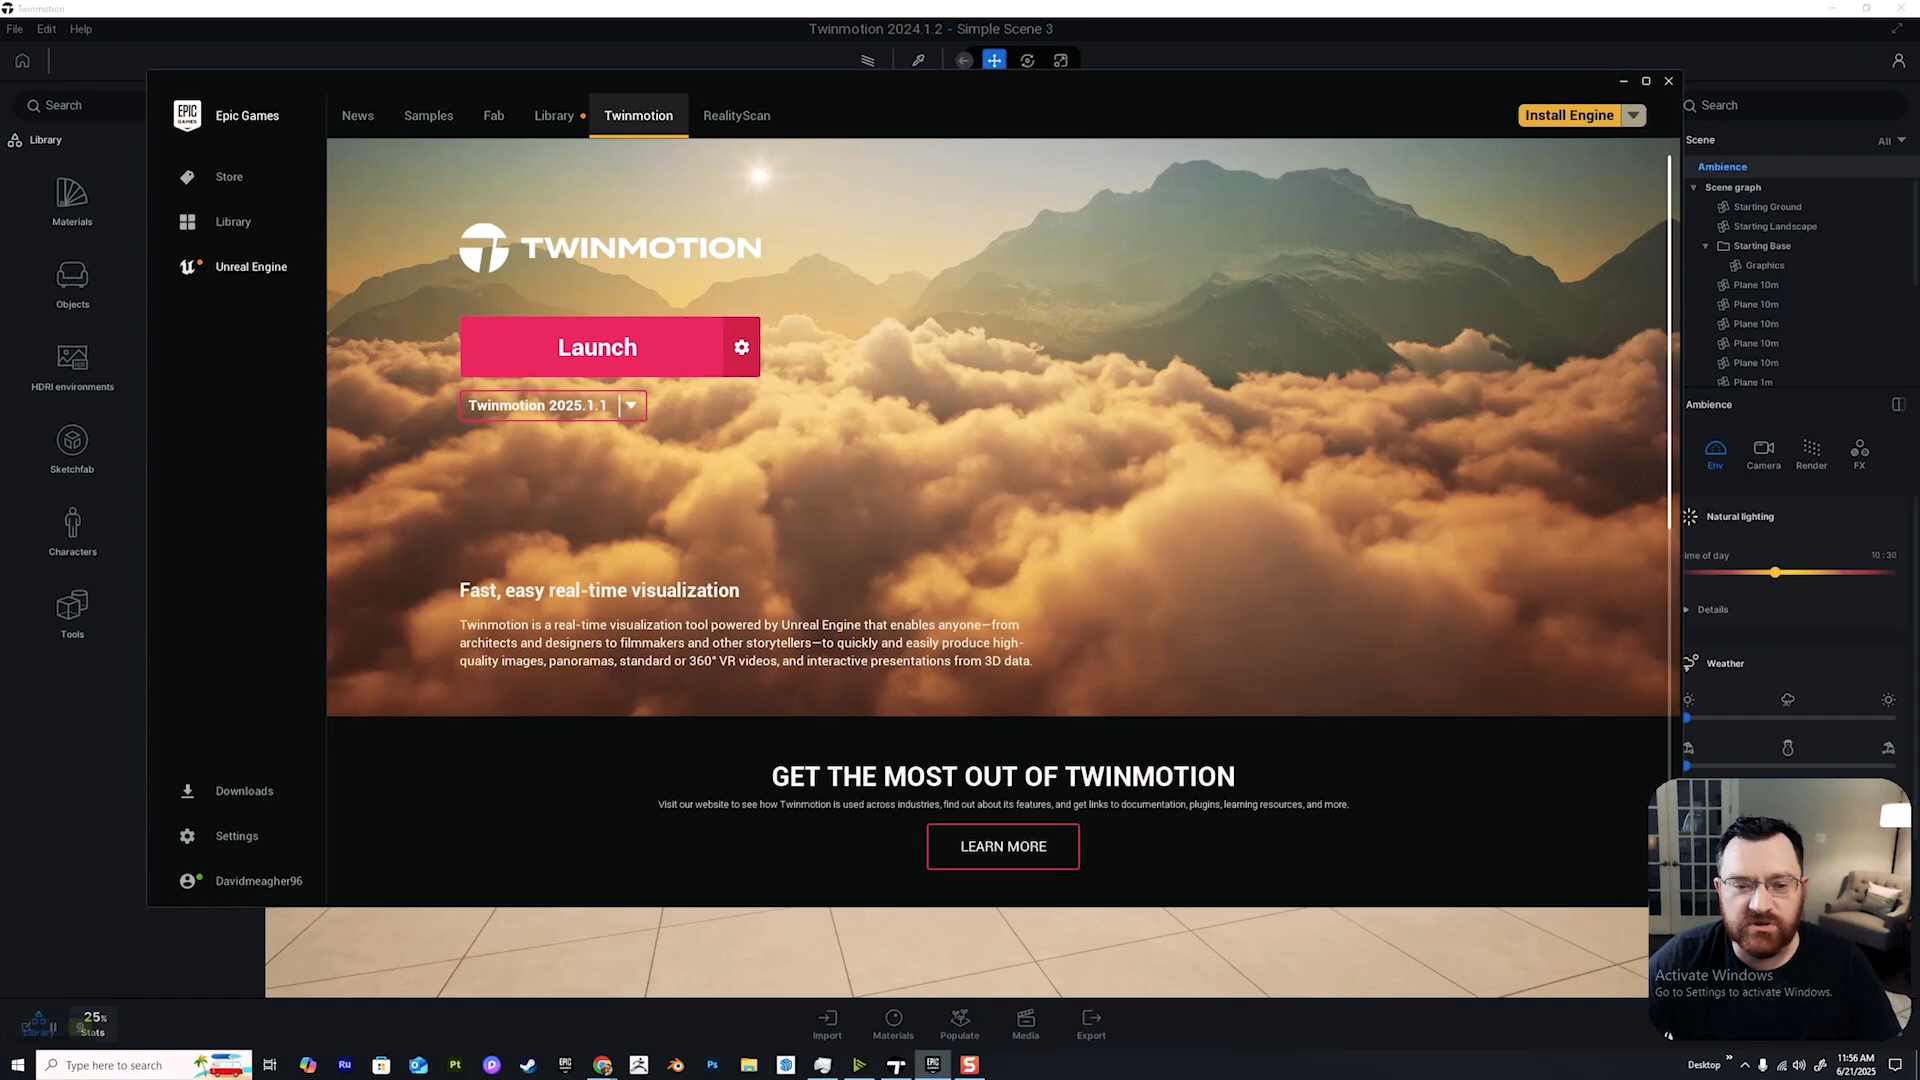 Twinmotion
File Edit Help
Twinmotion 2024.1.2 - Simple Scene 3
Search
Library
Materials
Objects
HDRI environments
Sketchfab
Characters
Tools
EPIC GAMES
Epic Games
Store
Library
Unreal Engine
Downloads
Settings
Davidmeagher96
News Samples Fab Library Twinmotion RealityScan
Install Engine
TWINMOTION
Launch
Twinmotion 2025.1.1
Fast, easy real-time visualization
Twinmotion is a real-time visualization tool powered by Unreal Engine that enables anyone—from
architects and designers to filmmakers and other storytellers—to quickly and easily produce high-
quality images, panoramas, standard or 360° VR videos, and interactive presentations from 3D data.
GET THE MOST OUT OF TWINMOTION
Visit our website to see how Twinmotion is used across industries, find out about its features, and get links to documentation, plugins, learning resources, and more.
LEARN MORE
Search
Scene All
Ambience
Scene graph
Starting Ground
Starting Landscape
Starting Base
Graphics
Plane 10m
Plane 10m
Plane 10m
Plane 10m
Plane 10m
Plane 1m
Ambience
Env Camera Render FX
Natural lighting
ime of day 10:30
Details
Weather
Activate Windows
Go to Settings to activate Windows.
Library
25%
Stats
Import Materials Populate Media Export
Type here to search
Ru
Pt
Ps
Desktop
11:56 AM
6/21/2025